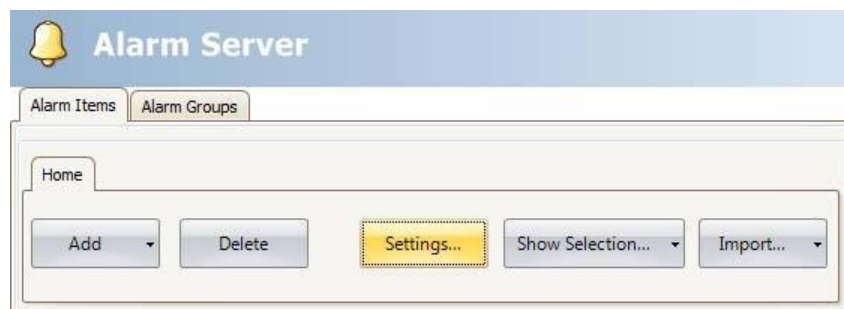 Alarm Server
Alarm Items Alarm Groups
Home
Add Delete Settings... Show Selection... Import...